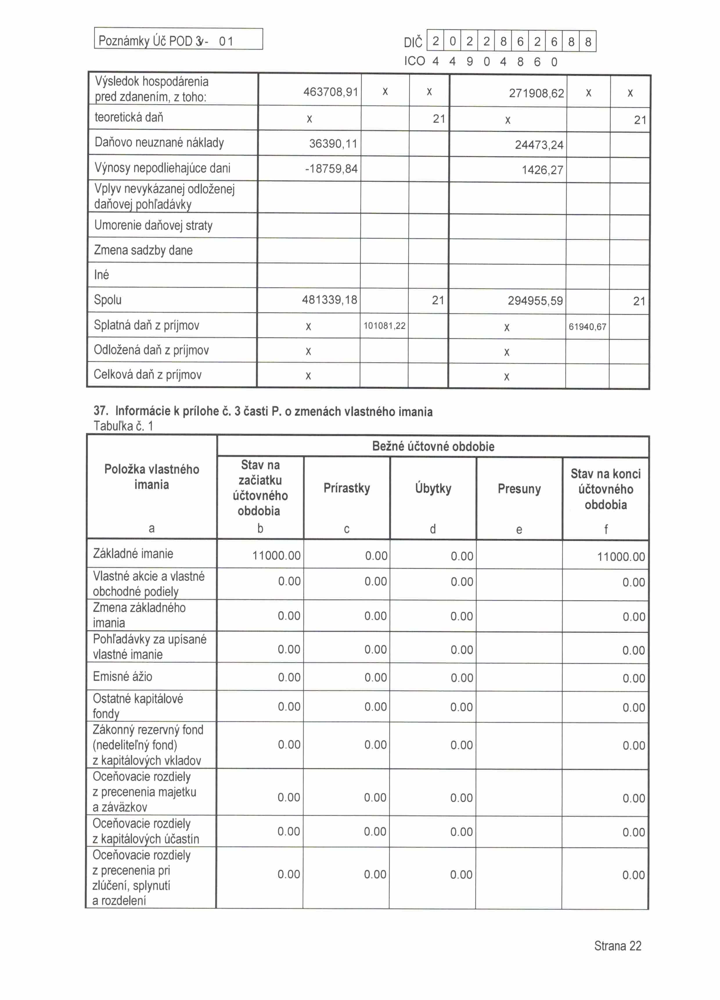 Poznámky Úč POD 3v- 01
DIČ 2 0 2 2 8 6 2 6 8 8
ICO 4 4 9 0 4 8 6 0
Výsledok hospodárenia
pred zdanením, z toho: 463708,91 x x 271908,62 x x
teoretická daň x 21 x 21
Daňovo neuznané náklady 36390,11 24473,24
Výnosy nepodliehajúce dani -18759,84 1426,27
Vplyv nevykázanej odloženej
daňovej pohľadávky
Umorenie daňovej straty
Zmena sadzby dane
Iné
Spolu 481339,18 21 294955,59 21
Splatná daň z príjmov x 101081,22 x 61940,67
Odložená daň z príjmov x x
Celková daň z príjmov x x
37. Informácie k prílohe č. 3 časti P. o zmenách vlastného imania
Tabuľka č. 1
Položka vlastného
imania
a
Bežné účtovné obdobie
Stav na
začiatku
účtovného
obdobia
b
Prírastky
c
Úbytky
d
Presuny
e
Stav na konci
účtovného
obdobia
f
Základné imanie 11000.00 0.00 0.00 11000.00
Vlastné akcie a vlastné
obchodné podiely 0.00 0.00 0.00 0.00
Zmena základného
imania 0.00 0.00 0.00 0.00
Pohľadávky za upísané
vlastné imanie 0.00 0.00 0.00 0.00
Emisné ážio 0.00 0.00 0.00 0.00
Ostatné kapitálové
fondy 0.00 0.00 0.00 0.00
Zákonný rezervný fond
(nedeliteľný fond) 0.00 0.00 0.00 0.00
z kapitálových vkladov
Oceňovacie rozdiely
z precenenia majetku 0.00 0.00 0.00 0.00
a záväzkov
Oceňovacie rozdiely
z kapitálových účastín 0.00 0.00 0.00 0.00
Oceňovacie rozdiely
z precenenia pri 0.00 0.00 0.00 0.00
zlúčení, splynutí
a rozdelení
Strana 22